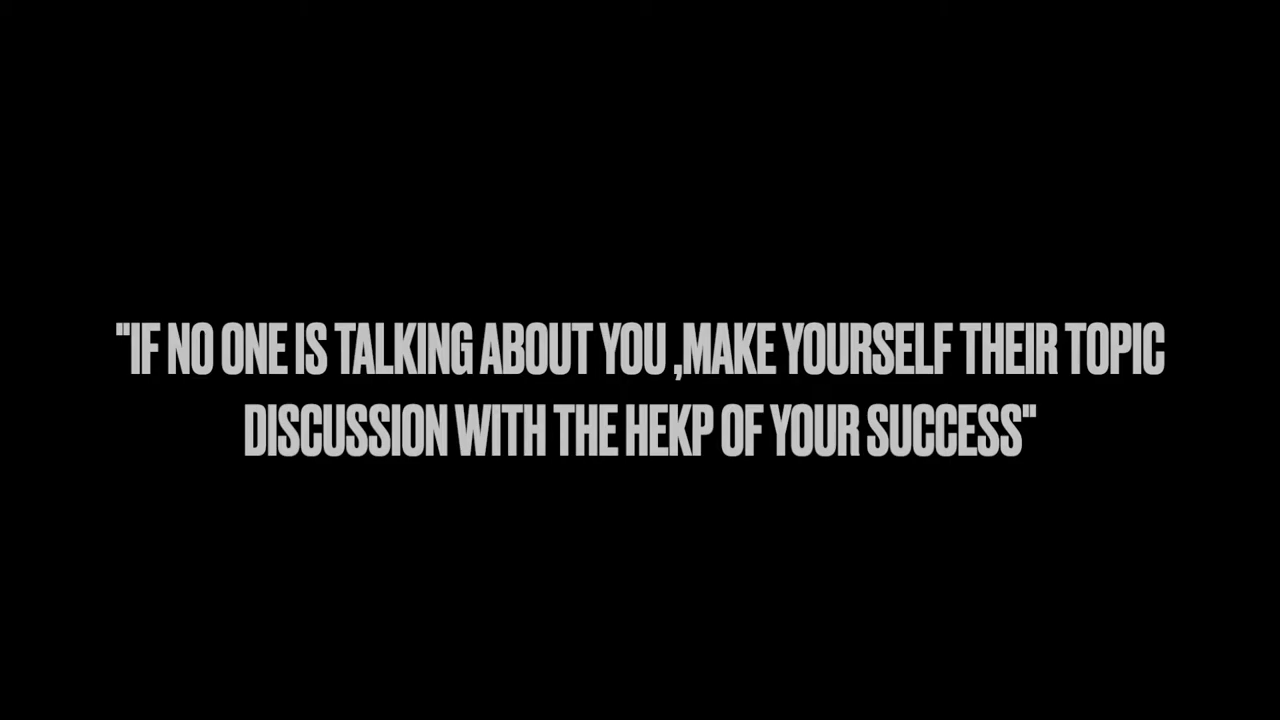 "IF NO ONE IS TALKING ABOUT YOU ,MAKE YOURSELF THEIR TOPIC
DISCUSSION WITH THE HEKP OF YOUR SUCCESS"